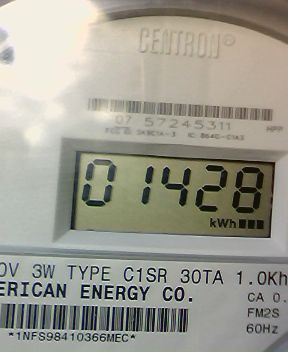 CENTRON®
07 57245311 HPP
01428
kWh
0V 3W TYPE C1SR 30TA 1.0Kh
ERICAN ENERGY CO.
CA 0.
FM2S
60Hz
*1NFS98410366MEC*